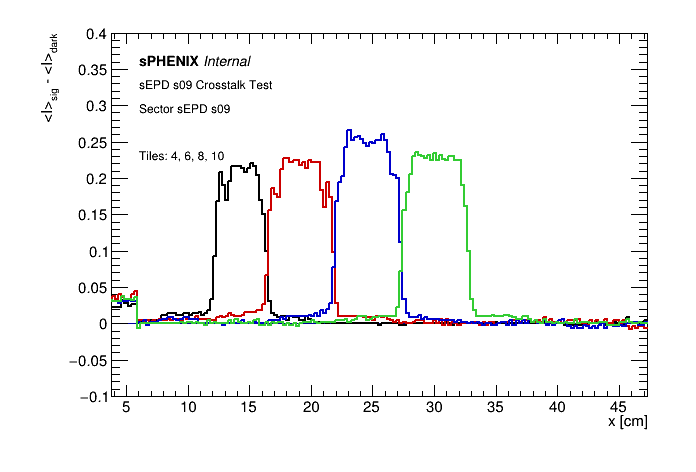 <I>sig - <I>dark
0.4
0.35
0.3
0.25
0.2
0.15
0.1
0.05
0
−0.05
−0.1
sPHENIX Internal
sEPD s09 Crosstalk Test
Sector sEPD s09
Tiles: 4, 6, 8, 10
5 10 15 20 25 30 35 40 45
x [cm]